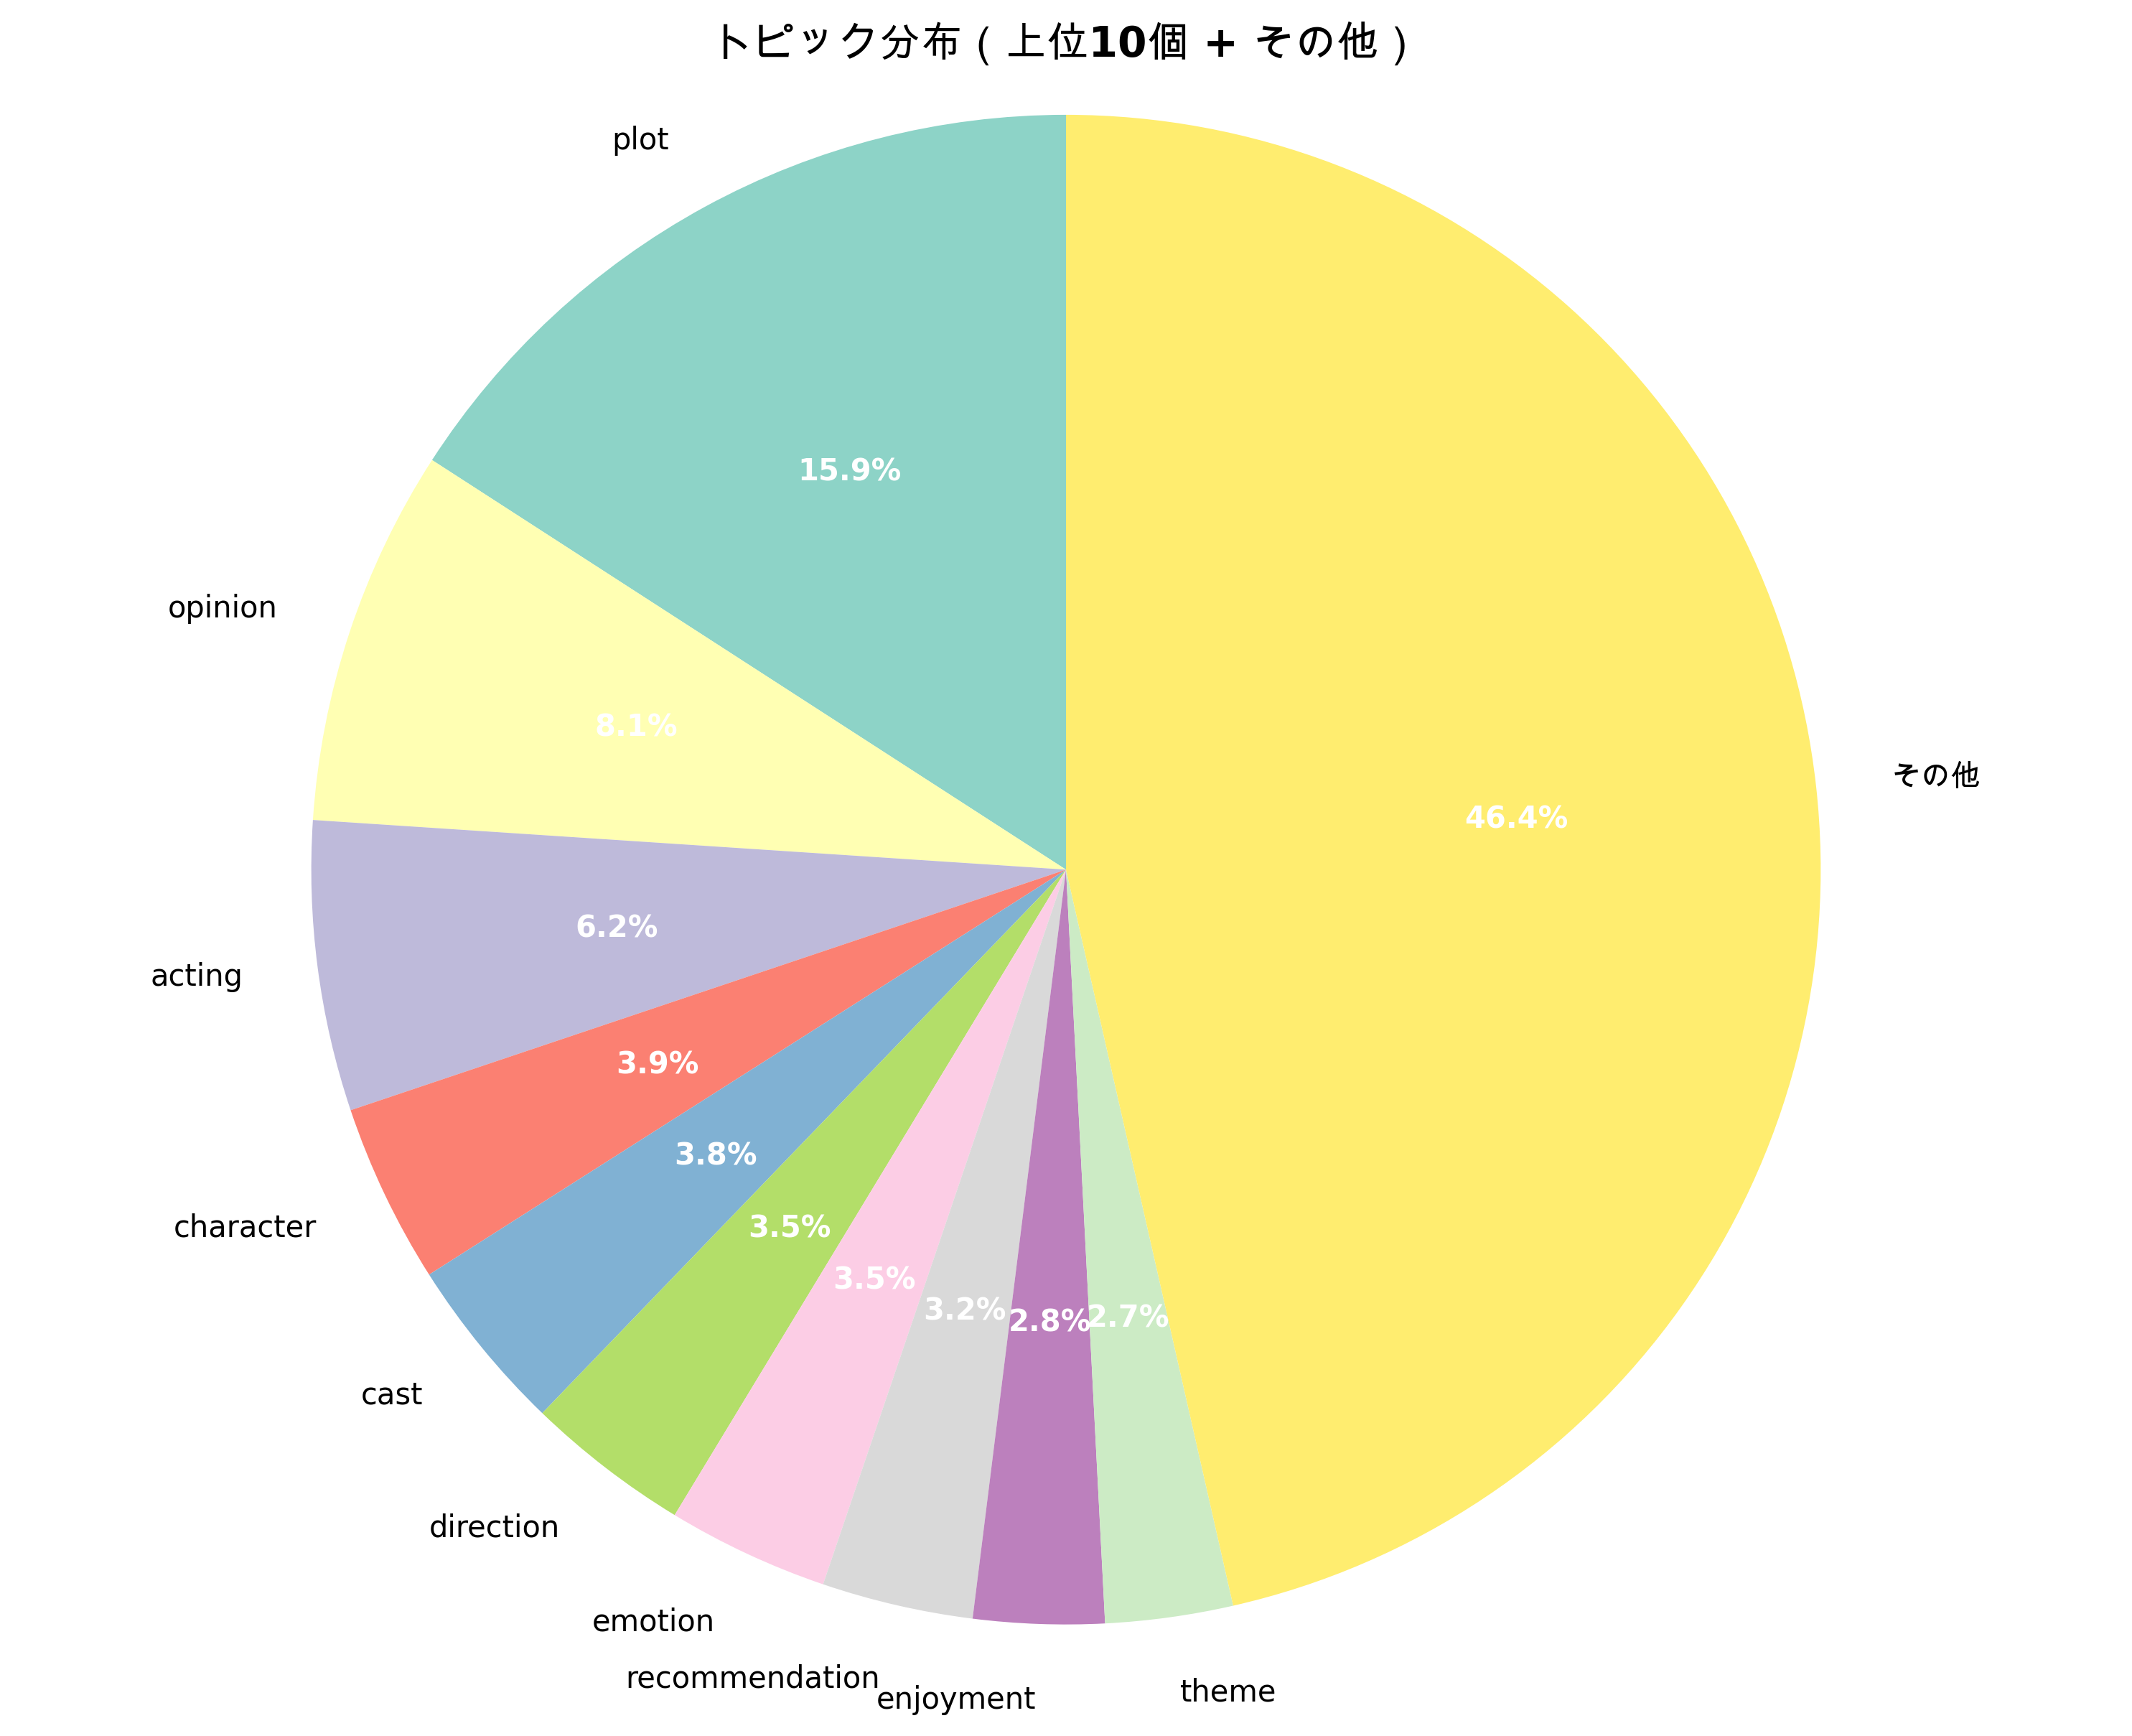 トピック分布 ( 上位10個 + その他 )
plot
15.9%
opinion
8.1%
その他
46.4%
6.2%
acting
3.9%
3.8%
character
3.5%
3.5%
3.2%
2.8%
2.7%
cast
direction
emotion
recommendation
enjoyment
theme